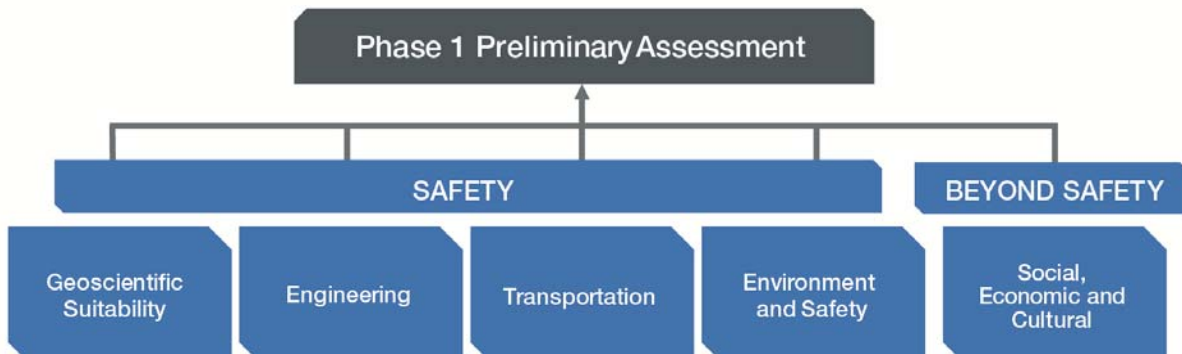 Phase 1 Preliminary Assessment
SAFETY
BEYOND SAFETY
Geoscientific
Suitability
Engineering
Transportation
Environment
and Safety
Social,
Economic and
Cultural